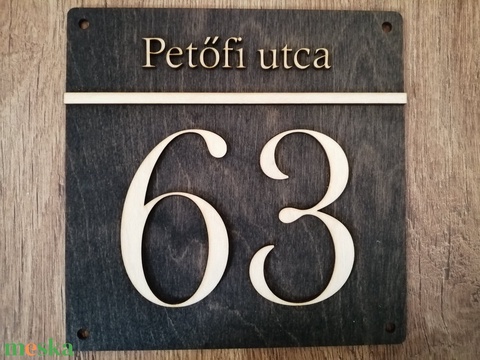 Petőfi utca
63
meska